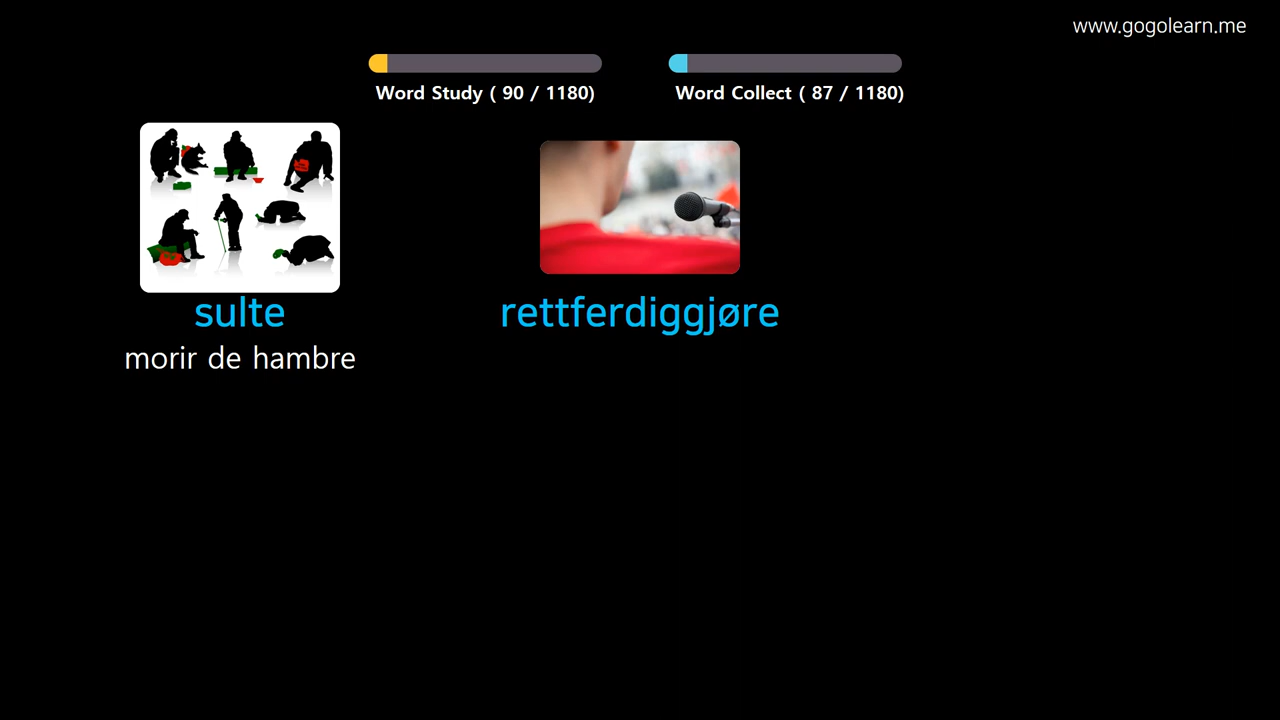 www.gogolearn.me
Word Study ( 90 / 1180)
Word Collect ( 87 / 1180)
sulte
morir de hambre
rettferdiggjøre